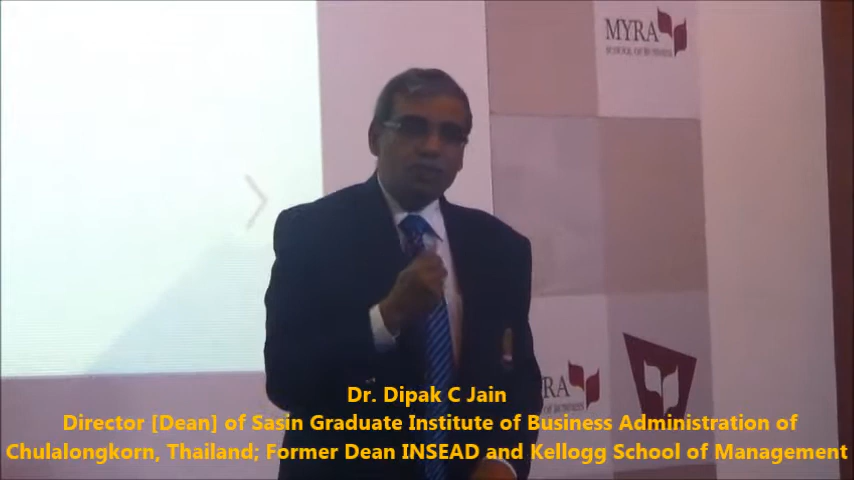 MYRA
SCHOOL OF BUSINESS
Dr. Dipak C Jain
Director [Dean] of Sasin Graduate Institute of Business Administration of
Chulalongkorn, Thailand; Former Dean INSEAD and Kellogg School of Management